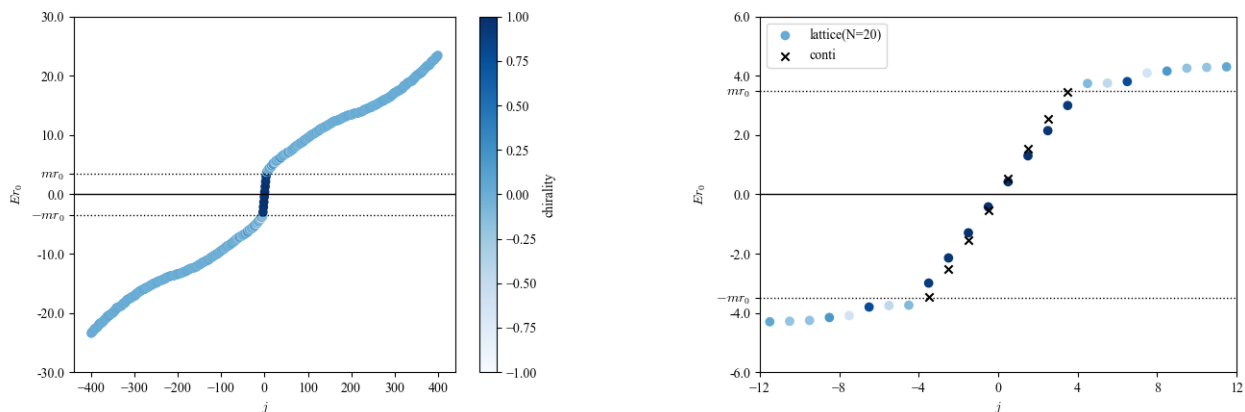 30.0
20.0
10.0
mr₀
0.0
−mr₀
-10.0
-20.0
-30.0
Er₀
−400 −300 −200 −100 0 100 200 300 400
j
1.00
0.75
0.50
0.25
0.00
−0.25
−0.50
−0.75
−1.00
chirality
6.0
4.0
mr₀
2.0
0.0
-2.0
−mr₀
-4.0
-6.0
Er₀
lattice(N=20)
conti
−12 −8 −4 0 4 8 12
j